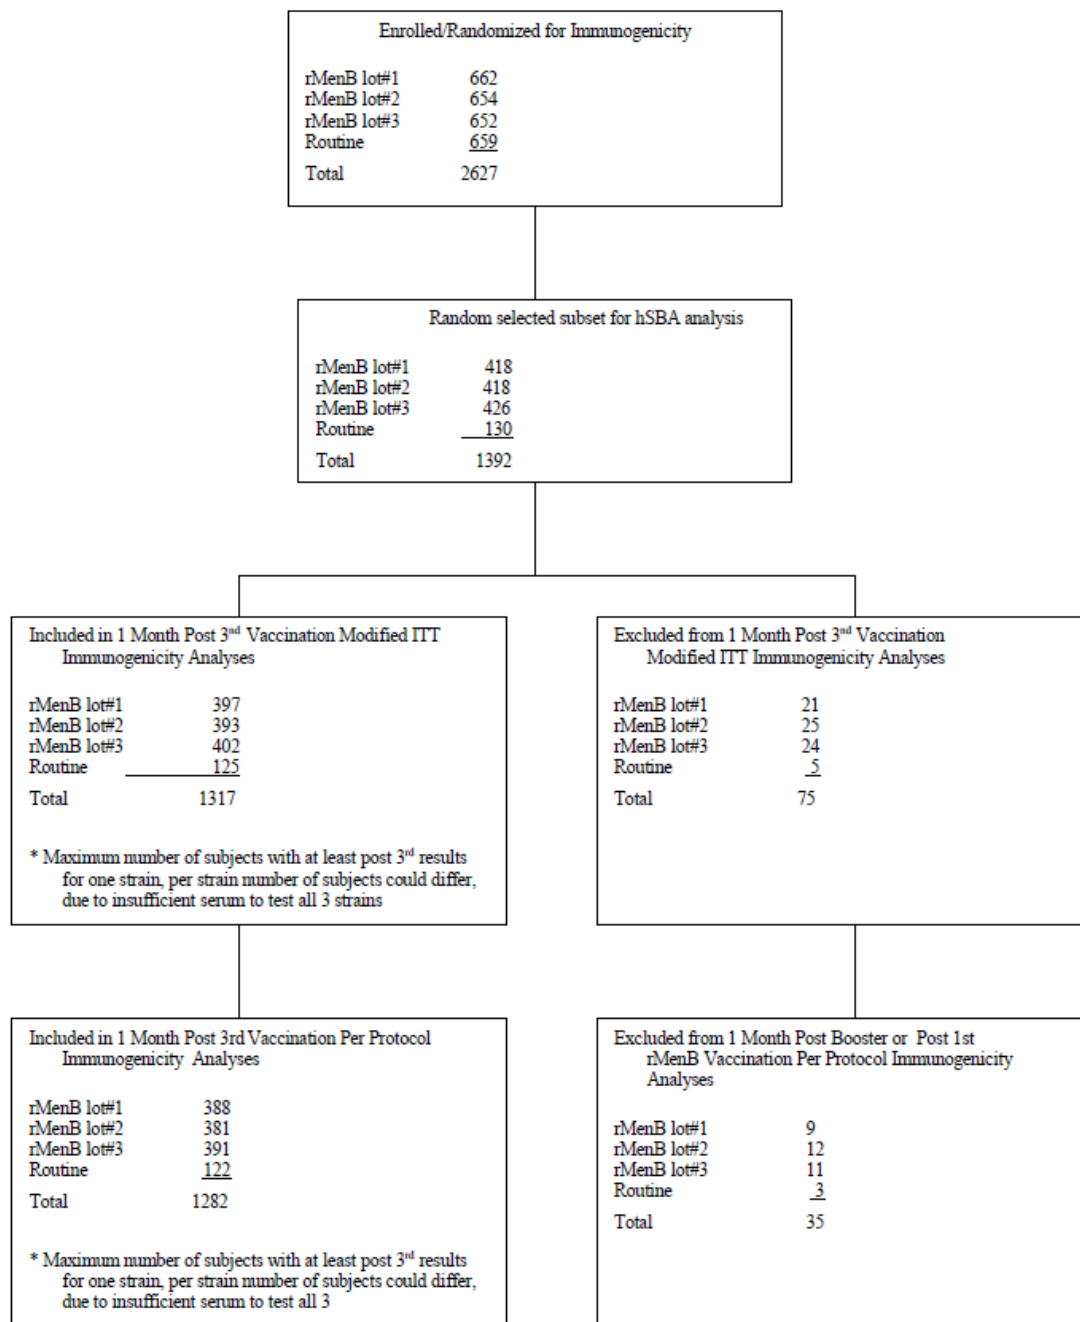 Enrolled/Randomized for Immunogenicity
rMenB lot#1 662
rMenB lot#2 654
rMenB lot#3 652
Routine 659
Total 2627
Random selected subset for hSBA analysis
rMenB lot#1 418
rMenB lot#2 418
rMenB lot#3 426
Routine 130
Total 1392
Included in 1 Month Post 3nd Vaccination Modified ITT
Immunogenicity Analyses
rMenB lot#1 397
rMenB lot#2 393
rMenB lot#3 402
Routine 125
Total 1317
* Maximum number of subjects with at least post 3rd results
for one strain, per strain number of subjects could differ,
due to insufficient serum to test all 3 strains
Excluded from 1 Month Post 3nd Vaccination
Modified ITT Immunogenicity Analyses
rMenB lot#1 21
rMenB lot#2 25
rMenB lot#3 24
Routine 5
Total 75
Included in 1 Month Post 3rd Vaccination Per Protocol
Immunogenicity Analyses
rMenB lot#1 388
rMenB lot#2 381
rMenB lot#3 391
Routine 122
Total 1282
* Maximum number of subjects with at least post 3rd results
for one strain, per strain number of subjects could differ,
due to insufficient serum to test all 3
Excluded from 1 Month Post Booster or Post 1st
rMenB Vaccination Per Protocol Immunogenicity
Analyses
rMenB lot#1 9
rMenB lot#2 12
rMenB lot#3 11
Routine 3
Total 35